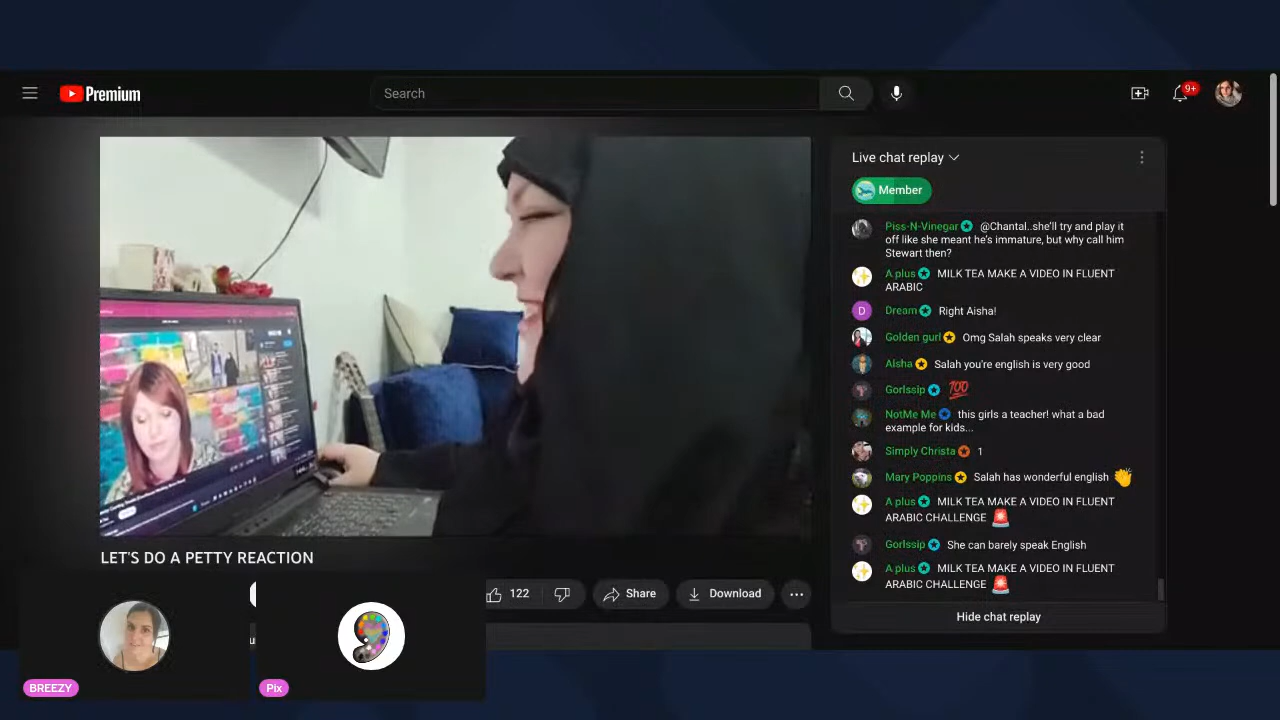 Premium
Search
9+
Live chat replay
Member
Piss-N-Vinegar @Chantal..she'll try and play it
off like she meant he's immature, but why call him
Stewart then?
A plus MILK TEA MAKE A VIDEO IN FLUENT
ARABIC
D Dream Right Aisha!
Golden gurl Omg Salah speaks very clear
Aisha Salah you're english is very good
Gorlssip 💯
NotMe Me this girls a teacher! what a bad
example for kids...
Simply Christa 1
Mary Poppins Salah has wonderful english 👏
A plus MILK TEA MAKE A VIDEO IN FLUENT
ARABIC CHALLENGE 🚨
Gorlssip She can barely speak English
A plus MILK TEA MAKE A VIDEO IN FLUENT
ARABIC CHALLENGE 🚨
Hide chat replay
LET'S DO A PETTY REACTION
122
Share
Download
BREEZY
Pix